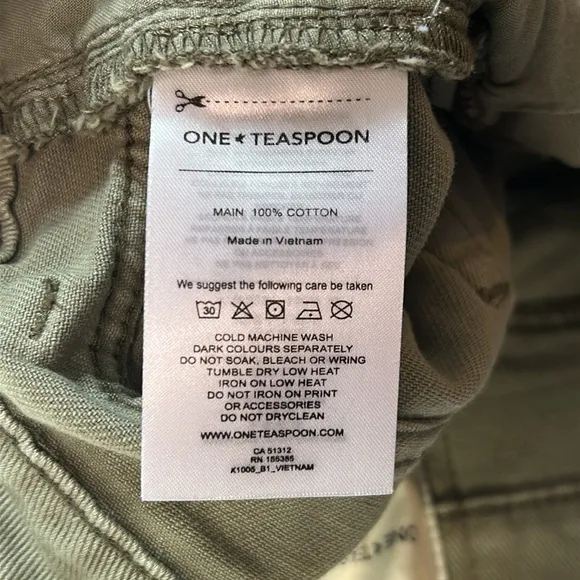 ONE★TEASPOON
MAIN 100% COTTON
Made in Vietnam
We suggest the following care be taken
30
COLD MACHINE WASH
DARK COLOURS SEPARATELY
DO NOT SOAK, BLEACH OR WRING
TUMBLE DRY LOW HEAT
IRON ON LOW HEAT
DO NOT IRON ON PRINT
OR ACCESSORIES
DO NOT DRYCLEAN
WWW.ONETEASPOON.COM
CA 51312
RN 155385
K1005_B1_VIETNAM
ONE★TE